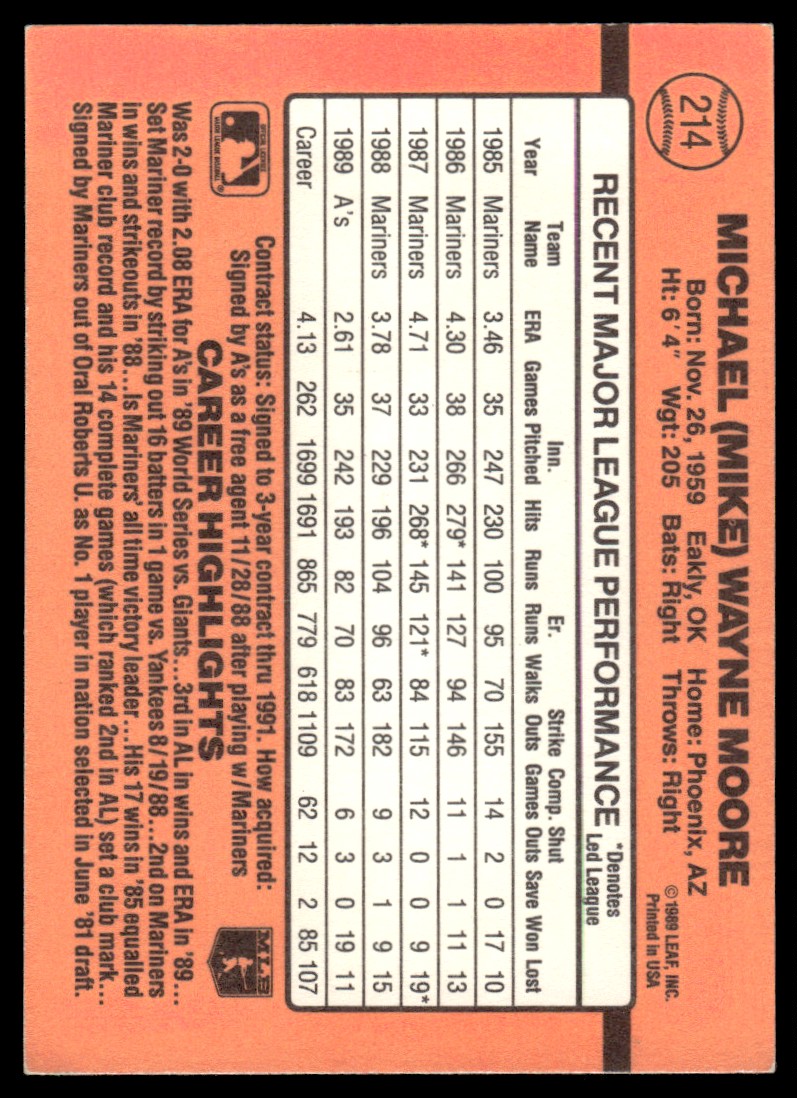 214
MICHAEL (MIKE) WAYNE MOORE
Born: Nov. 26, 1959 Eakly, OK Home: Phoenix, AZ
Ht: 6'4" Wgt: 205 Bats: Right Throws: Right
© 1989 LEAF, INC.
Printed in USA
RECENT MAJOR LEAGUE PERFORMANCE
*Denotes
Led League
Team Inn. Er. Strike Comp. Shut
Year Name ERA Games Pitched Hits Runs Runs Walks Outs Games Outs Save Won Lost
1985 Mariners 3.46 35 247 230 100 95 70 155 14 2 0 17 10
1986 Mariners 4.30 38 266 279* 141 127 94 146 11 1 1 11 13
1987 Mariners 4.71 33 231 268* 145 121* 84 115 12 0 0 9 19*
1988 Mariners 3.78 37 229 196 104 96 63 182 9 3 1 9 15
1989 A's 2.61 35 242 193 82 70 83 172 6 3 0 19 11
Career 4.13 262 1699 1691 865 779 618 1109 62 12 2 85 107
OFFICIAL LICENSEE
MAJOR LEAGUE BASEBALL
Contract status: Signed to 3-year contract thru 1991. How acquired:
Signed by A's as a free agent 11/28/88 after playing w/Mariners
MLB
CAREER HIGHLIGHTS
Was 2-0 with 2.08 ERA for A's in '89 World Series vs. Giants...3rd in AL in wins and ERA in '89...
Set Mariner record by striking out 16 batters in 1 game vs. Yankees 8/19/88...2nd on Mariners
in wins and strikeouts in '88...Is Mariners' all time victory leader...His 17 wins in '85 equalled
Mariner club record and his 14 complete games (which ranked 2nd in AL) set a club mark...
Signed by Mariners out of Oral Roberts U. as No. 1 player in nation selected in June '81 draft.